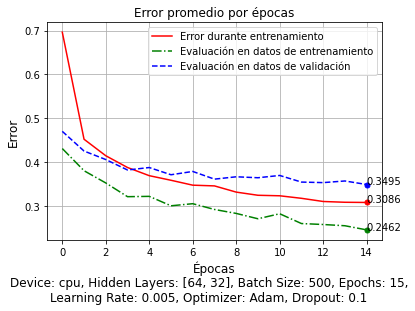 Error promedio por épocas
Error durante entrenamiento
Evaluación en datos de entrenamiento
Evaluación en datos de validación
0.7
0.6
0.5
0.4
0.3
Error
0.3495
0.3086
0.2462
0 2 4 6 8 10 12 14
Épocas
Device: cpu, Hidden Layers: [64, 32], Batch Size: 500, Epochs: 15,
Learning Rate: 0.005, Optimizer: Adam, Dropout: 0.1